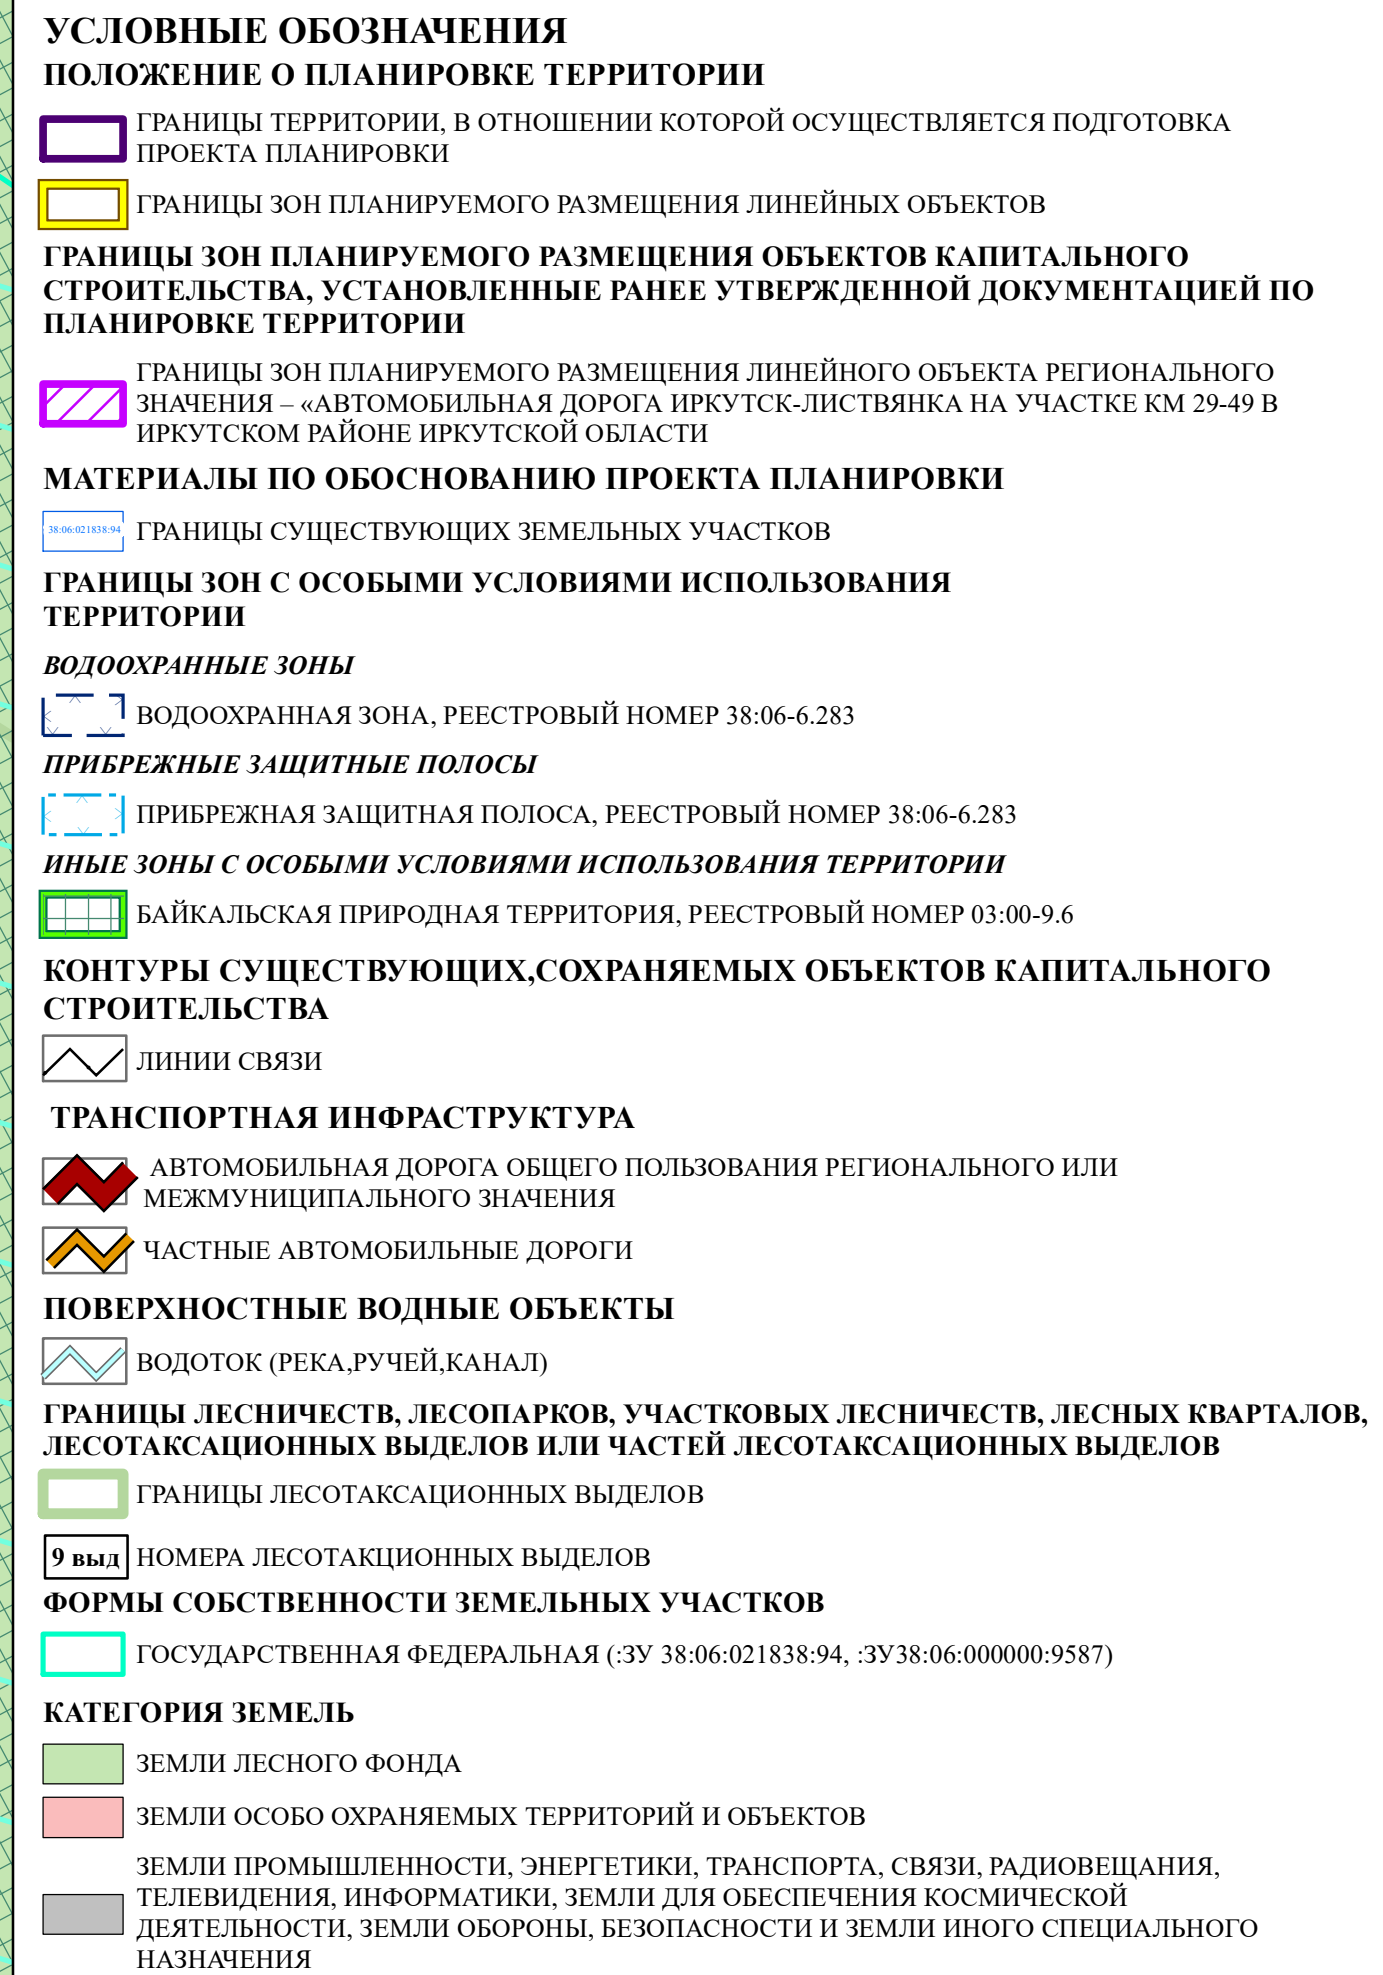 УСЛОВНЫЕ ОБОЗНАЧЕНИЯ
ПОЛОЖЕНИЕ О ПЛАНИРОВКЕ ТЕРРИТОРИИ
ГРАНИЦЫ ТЕРРИТОРИИ, В ОТНОШЕНИИ КОТОРОЙ ОСУЩЕСТВЛЯЕТСЯ ПОДГОТОВКА
ПРОЕКТА ПЛАНИРОВКИ
ГРАНИЦЫ ЗОН ПЛАНИРУЕМОГО РАЗМЕЩЕНИЯ ЛИНЕЙНЫХ ОБЪЕКТОВ
ГРАНИЦЫ ЗОН ПЛАНИРУЕМОГО РАЗМЕЩЕНИЯ ОБЪЕКТОВ КАПИТАЛЬНОГО
СТРОИТЕЛЬСТВА, УСТАНОВЛЕННЫЕ РАНЕЕ УТВЕРЖДЕННОЙ ДОКУМЕНТАЦИЕЙ ПО
ПЛАНИРОВКЕ ТЕРРИТОРИИ
ГРАНИЦЫ ЗОН ПЛАНИРУЕМОГО РАЗМЕЩЕНИЯ ЛИНЕЙНОГО ОБЪЕКТА РЕГИОНАЛЬНОГО
ЗНАЧЕНИЯ – «АВТОМОБИЛЬНАЯ ДОРОГА ИРКУТСК-ЛИСТВЯНКА НА УЧАСТКЕ КМ 29-49 В
ИРКУТСКОМ РАЙОНЕ ИРКУТСКОЙ ОБЛАСТИ
МАТЕРИАЛЫ ПО ОБОСНОВАНИЮ ПРОЕКТА ПЛАНИРОВКИ
38:06:021838:94 ГРАНИЦЫ СУЩЕСТВУЮЩИХ ЗЕМЕЛЬНЫХ УЧАСТКОВ
ГРАНИЦЫ ЗОН С ОСОБЫМИ УСЛОВИЯМИ ИСПОЛЬЗОВАНИЯ
ТЕРРИТОРИИ
ВОДООХРАННЫЕ ЗОНЫ
ВОДООХРАННАЯ ЗОНА, РЕЕСТРОВЫЙ НОМЕР 38:06-6.283
ПРИБРЕЖНЫЕ ЗАЩИТНЫЕ ПОЛОСЫ
ПРИБРЕЖНАЯ ЗАЩИТНАЯ ПОЛОСА, РЕЕСТРОВЫЙ НОМЕР 38:06-6.283
ИНЫЕ ЗОНЫ С ОСОБЫМИ УСЛОВИЯМИ ИСПОЛЬЗОВАНИЯ ТЕРРИТОРИИ
БАЙКАЛЬСКАЯ ПРИРОДНАЯ ТЕРРИТОРИЯ, РЕЕСТРОВЫЙ НОМЕР 03:00-9.6
КОНТУРЫ СУЩЕСТВУЮЩИХ,СОХРАНЯЕМЫХ ОБЪЕКТОВ КАПИТАЛЬНОГО
СТРОИТЕЛЬСТВА
ЛИНИИ СВЯЗИ
ТРАНСПОРТНАЯ ИНФРАСТРУКТУРА
АВТОМОБИЛЬНАЯ ДОРОГА ОБЩЕГО ПОЛЬЗОВАНИЯ РЕГИОНАЛЬНОГО ИЛИ
МЕЖМУНИЦИПАЛЬНОГО ЗНАЧЕНИЯ
ЧАСТНЫЕ АВТОМОБИЛЬНЫЕ ДОРОГИ
ПОВЕРХНОСТНЫЕ ВОДНЫЕ ОБЪЕКТЫ
ВОДОТОК (РЕКА,РУЧЕЙ,КАНАЛ)
ГРАНИЦЫ ЛЕСНИЧЕСТВ, ЛЕСОПАРКОВ, УЧАСТКОВЫХ ЛЕСНИЧЕСТВ, ЛЕСНЫХ КВАРТАЛОВ,
ЛЕСОТАКСАЦИОННЫХ ВЫДЕЛОВ ИЛИ ЧАСТЕЙ ЛЕСОТАКСАЦИОННЫХ ВЫДЕЛОВ
ГРАНИЦЫ ЛЕСОТАКСАЦИОННЫХ ВЫДЕЛОВ
9 выд НОМЕРА ЛЕСОТАКЦИОННЫХ ВЫДЕЛОВ
ФОРМЫ СОБСТВЕННОСТИ ЗЕМЕЛЬНЫХ УЧАСТКОВ
ГОСУДАРСТВЕННАЯ ФЕДЕРАЛЬНАЯ (:ЗУ 38:06:021838:94, :ЗУ38:06:000000:9587)
КАТЕГОРИЯ ЗЕМЕЛЬ
ЗЕМЛИ ЛЕСНОГО ФОНДА
ЗЕМЛИ ОСОБО ОХРАНЯЕМЫХ ТЕРРИТОРИЙ И ОБЪЕКТОВ
ЗЕМЛИ ПРОМЫШЛЕННОСТИ, ЭНЕРГЕТИКИ, ТРАНСПОРТА, СВЯЗИ, РАДИОВЕЩАНИЯ,
ТЕЛЕВИДЕНИЯ, ИНФОРМАТИКИ, ЗЕМЛИ ДЛЯ ОБЕСПЕЧЕНИЯ КОСМИЧЕСКОЙ
ДЕЯТЕЛЬНОСТИ, ЗЕМЛИ ОБОРОНЫ, БЕЗОПАСНОСТИ И ЗЕМЛИ ИНОГО СПЕЦИАЛЬНОГО
НАЗНАЧЕНИЯ